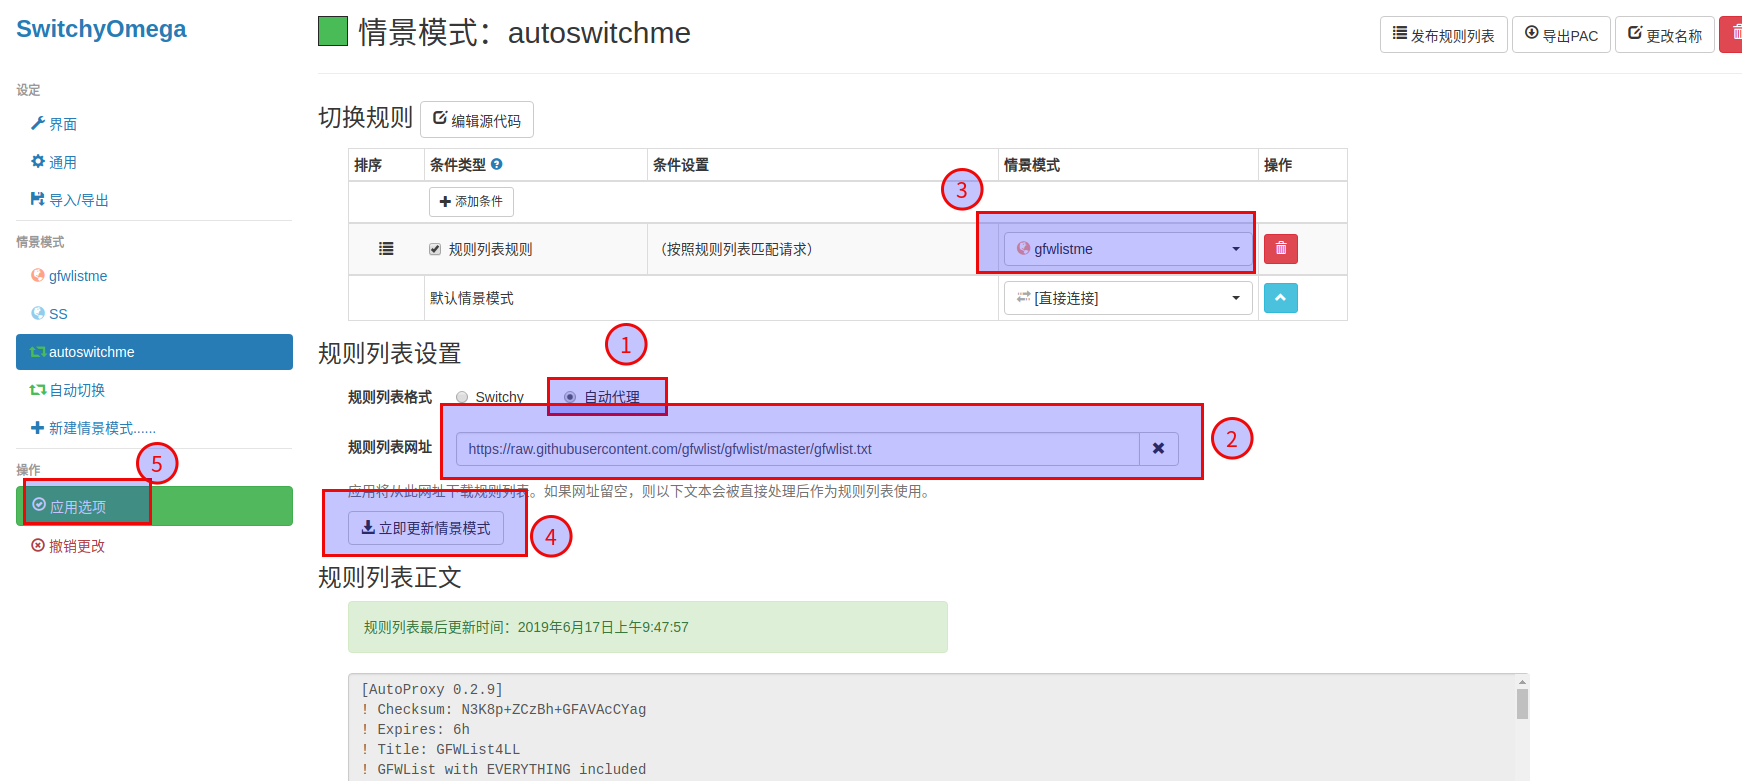 SwitchyOmega
设定
界面
通用
导入/导出
情景模式
gfwlistme
SS
autoswitchme
自动切换
新建情景模式......
操作
5
应用选项
撤销更改
情景模式：autoswitchme
发布规则列表 导出PAC 更改名称
切换规则 编辑源代码
排序 条件类型 条件设置 情景模式 操作
3
添加条件
规则列表规则 （按照规则列表匹配请求） gfwlistme
默认情景模式 [直接连接]
1
规则列表设置
规则列表格式 Switchy 自动代理
2
规则列表网址 https://raw.githubusercontent.com/gfwlist/gfwlist/master/gfwlist.txt
应用将从此网址下载规则列表。如果网址留空，则以下文本会被直接处理后作为规则列表使用。
立即更新情景模式 4
规则列表正文
规则列表最后更新时间：2019年6月17日上午9:47:57
[AutoProxy 0.2.9]
! Checksum: N3K8p+ZCzBh+GFAVAcCYag
! Expires: 6h
! Title: GFWList4LL
! GFWList with EVERYTHING included